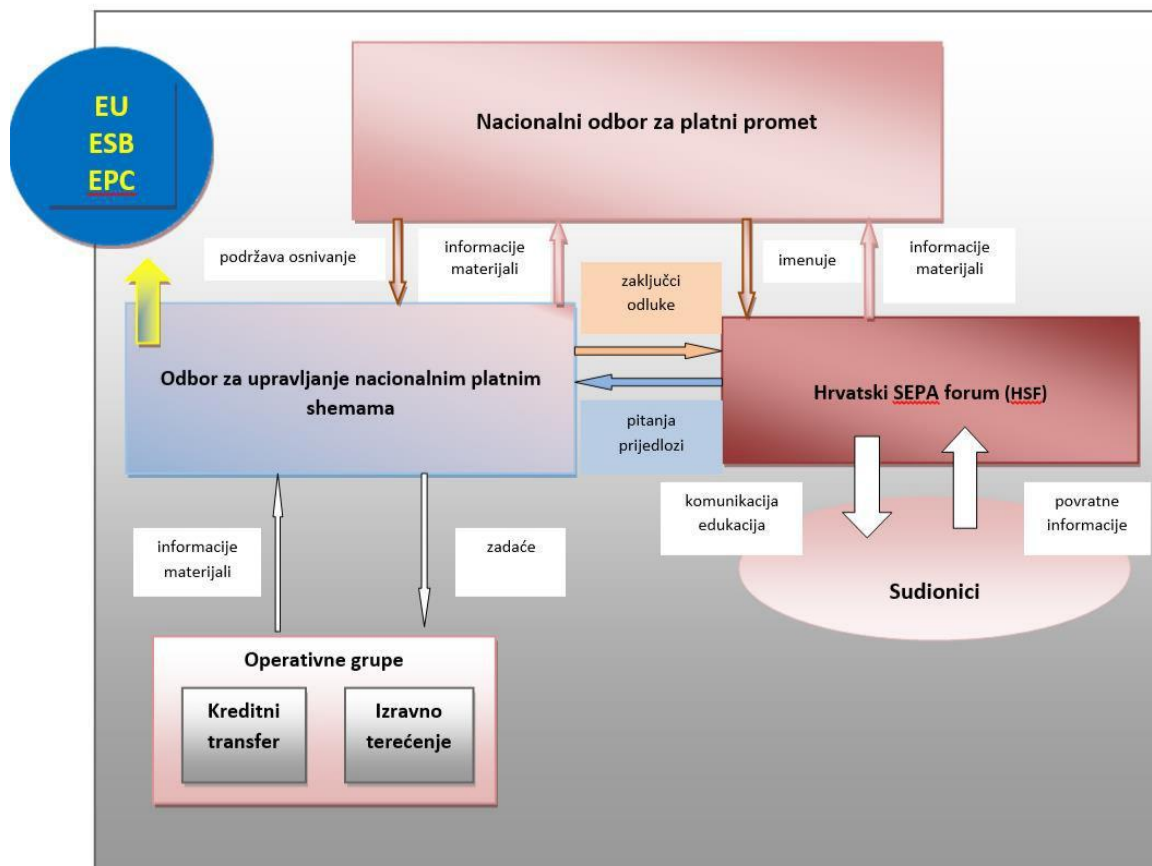 EU
ESB
EPC
Nacionalni odbor za platni promet
podržava osnivanje
informacije
materijali
zaključci
odluke
imenuje
informacije
materijali
Odbor za upravljanje nacionalnim platnim
shemama
Hrvatski SEPA forum (HSF)
pitanja
prijedlozi
komunikacija
edukacija
povratne
informacije
informacije
materijali
zadaće
Sudionici
Operativne grupe
Kreditni
transfer
Izravno
terećenje